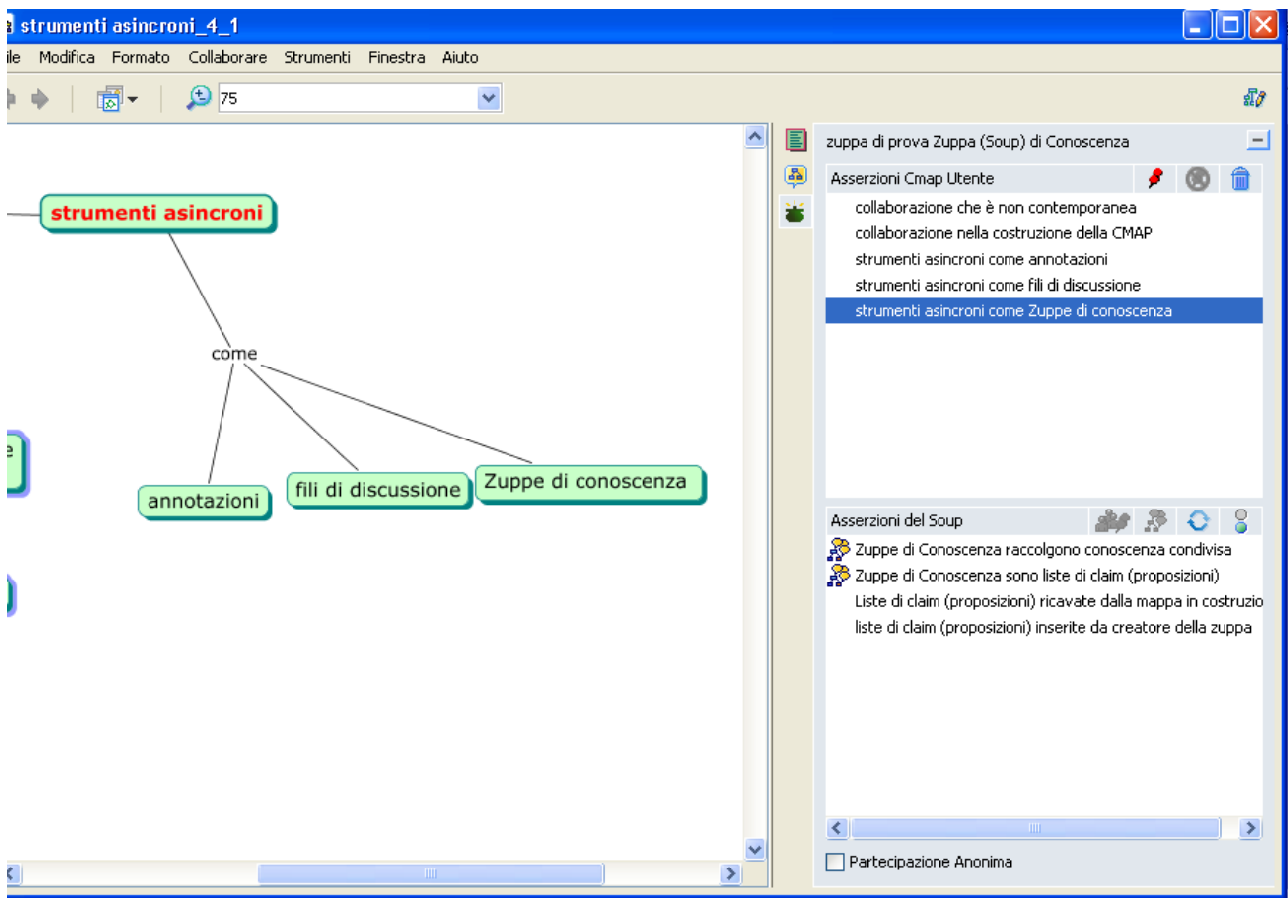 strumenti asincroni_4_1
ile Modifica Formato Collaborare Strumenti Finestra Aiuto
75
strumenti asincroni
come
e
annotazioni
fili di discussione
Zuppe di conoscenza
zuppa di prova Zuppa (Soup) di Conoscenza
Asserzioni Cmap Utente
collaborazione che è non contemporanea
collaborazione nella costruzione della CMAP
strumenti asincroni come annotazioni
strumenti asincroni come fili di discussione
strumenti asincroni come Zuppe di conoscenza
Asserzioni del Soup
Zuppe di Conoscenza raccolgono conoscenza condivisa
Zuppe di Conoscenza sono liste di claim (proposizioni)
Liste di claim (proposizioni) ricavate dalla mappa in costruzio
liste di claim (proposizioni) inserite da creatore della zuppa
Partecipazione Anonima